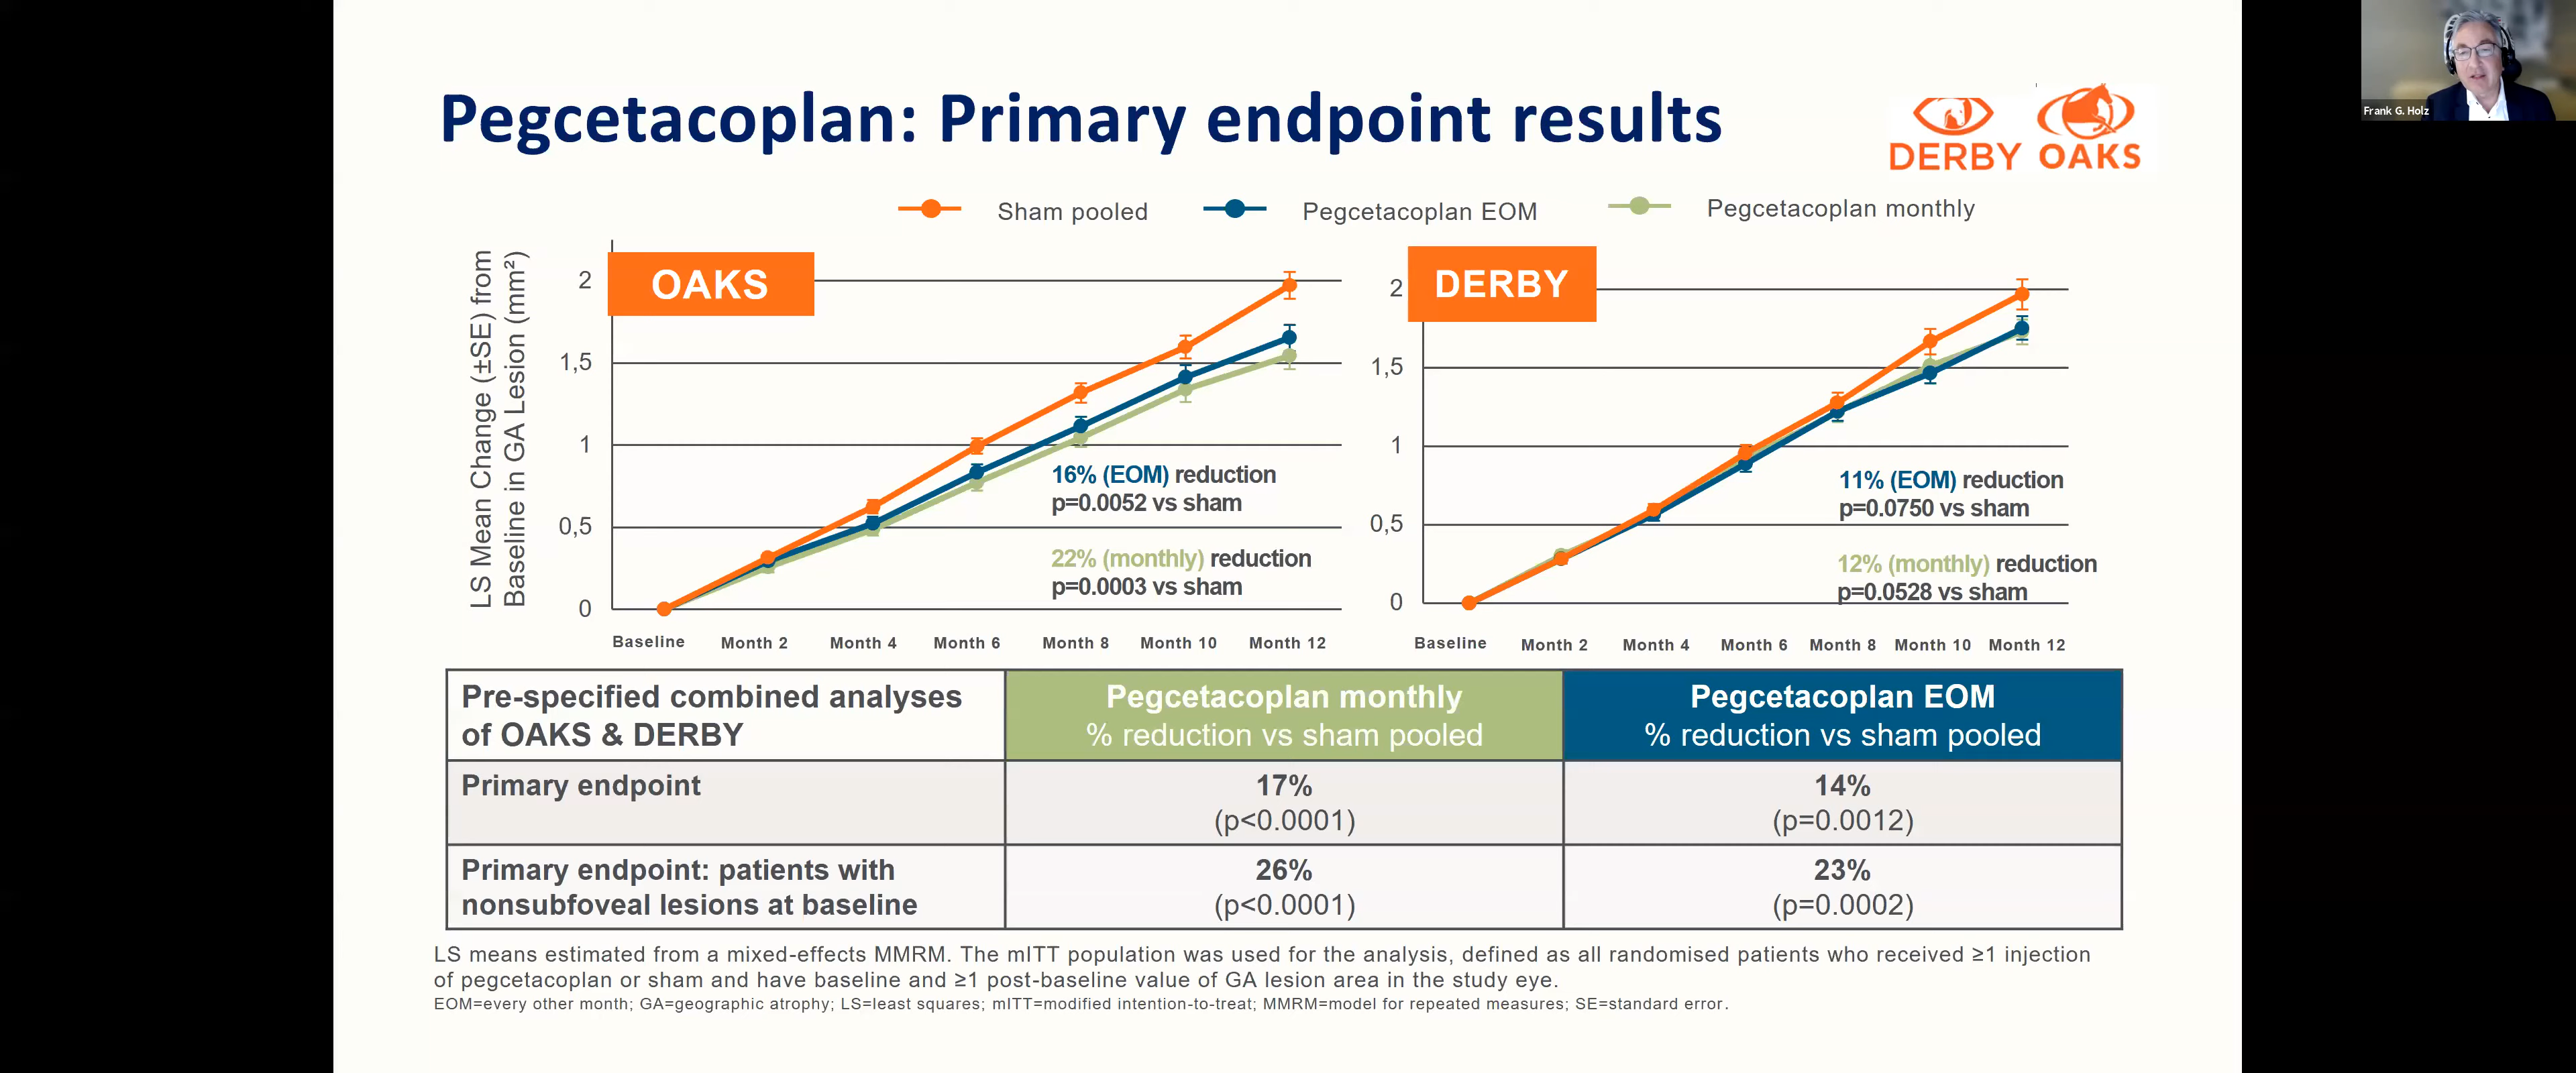 Pegcetacoplan: Primary endpoint results
DERBY OAKS
Frank G. Holz
Sham pooled
Pegcetacoplan EOM
Pegcetacoplan monthly
LS Mean Change (±SE) from
Baseline in GA Lesion (mm²)
OAKS
2
1,5
1
0,5
0
16% (EOM) reduction
p=0.0052 vs sham
22% (monthly) reduction
p=0.0003 vs sham
Baseline Month 2 Month 4 Month 6 Month 8 Month 10 Month 12
DERBY
2
1,5
1
0,5
0
11% (EOM) reduction
p=0.0750 vs sham
12% (monthly) reduction
p=0.0528 vs sham
Baseline Month 2 Month 4 Month 6 Month 8 Month 10 Month 12
Pre-specified combined analyses
of OAKS & DERBY
Pegcetacoplan monthly
% reduction vs sham pooled
Pegcetacoplan EOM
% reduction vs sham pooled
Primary endpoint
17%
(p<0.0001)
14%
(p=0.0012)
Primary endpoint: patients with
nonsubfoveal lesions at baseline
26%
(p<0.0001)
23%
(p=0.0002)
LS means estimated from a mixed-effects MMRM. The mITT population was used for the analysis, defined as all randomised patients who received ≥1 injection
of pegcetacoplan or sham and have baseline and ≥1 post-baseline value of GA lesion area in the study eye.
EOM=every other month; GA=geographic atrophy; LS=least squares; mITT=modified intention-to-treat; MMRM=model for repeated measures; SE=standard error.